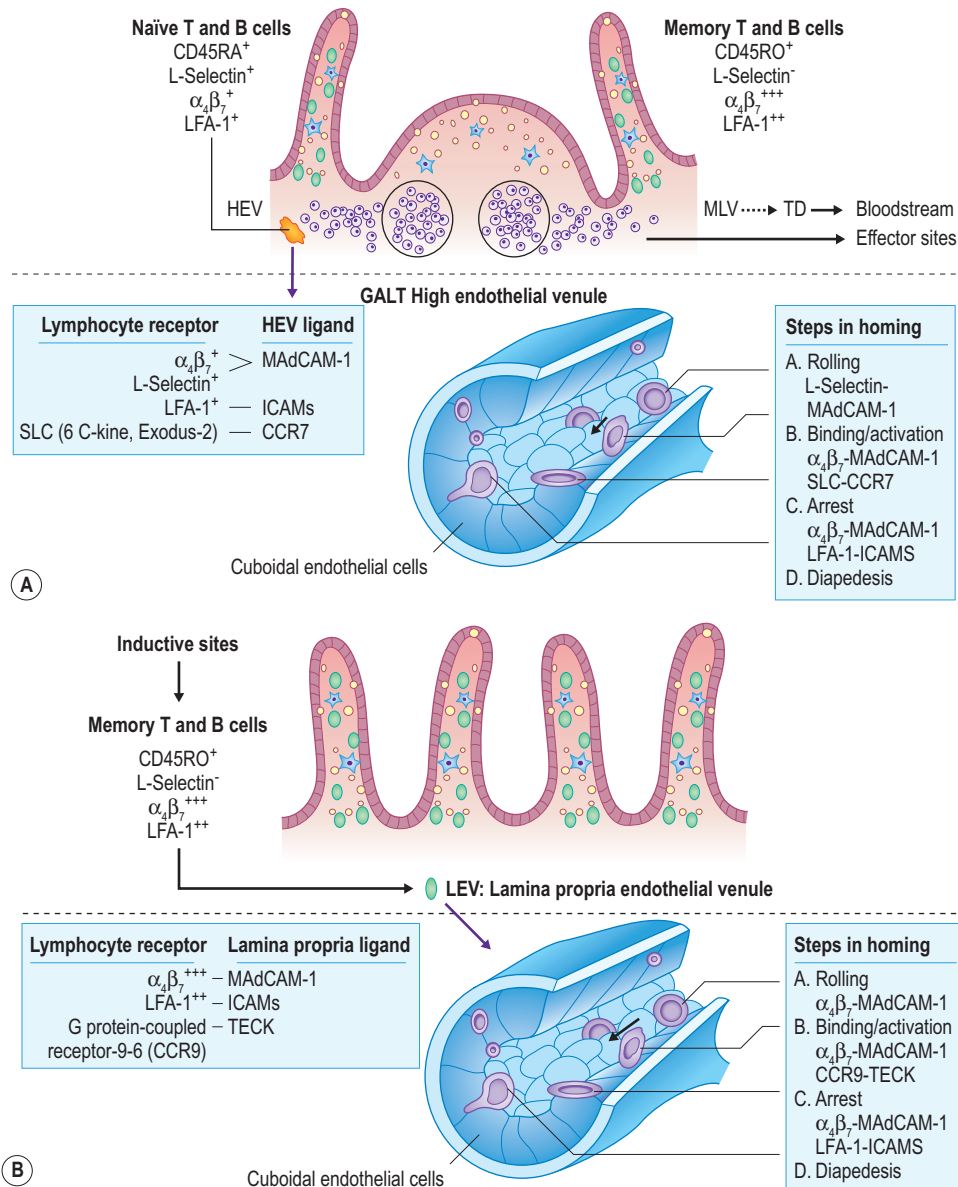 Naïve T and B cells
CD45RA⁺
L-Selectin⁺
α₄β₇⁺
LFA-1⁺
Memory T and B cells
CD45RO⁺
L-Selectin⁻
α₄β₇⁺⁺⁺
LFA-1⁺⁺
HEV
MLV TD Bloodstream
Effector sites
GALT High endothelial venule
Lymphocyte receptor HEV ligand
α₄β₇⁺ > MAdCAM-1
L-Selectin⁺
LFA-1⁺ — ICAMs
SLC (6 C-kine, Exodus-2) — CCR7
Cuboidal endothelial cells
Steps in homing
A. Rolling
L-Selectin-
MAdCAM-1
B. Binding/activation
α₄β₇-MAdCAM-1
SLC-CCR7
C. Arrest
α₄β₇-MAdCAM-1
LFA-1-ICAMS
D. Diapedesis
A
Inductive sites
Memory T and B cells
CD45RO⁺
L-Selectin⁻
α₄β₇⁺⁺⁺
LFA-1⁺⁺
LEV: Lamina propria endothelial venule
Lymphocyte receptor Lamina propria ligand
α₄β₇⁺⁺⁺ – MAdCAM-1
LFA-1⁺⁺ – ICAMs
G protein-coupled – TECK
receptor-9-6 (CCR9)
Cuboidal endothelial cells
Steps in homing
A. Rolling
α₄β₇-MAdCAM-1
B. Binding/activation
α₄β₇-MAdCAM-1
CCR9-TECK
C. Arrest
α₄β₇-MAdCAM-1
LFA-1-ICAMS
D. Diapedesis
B